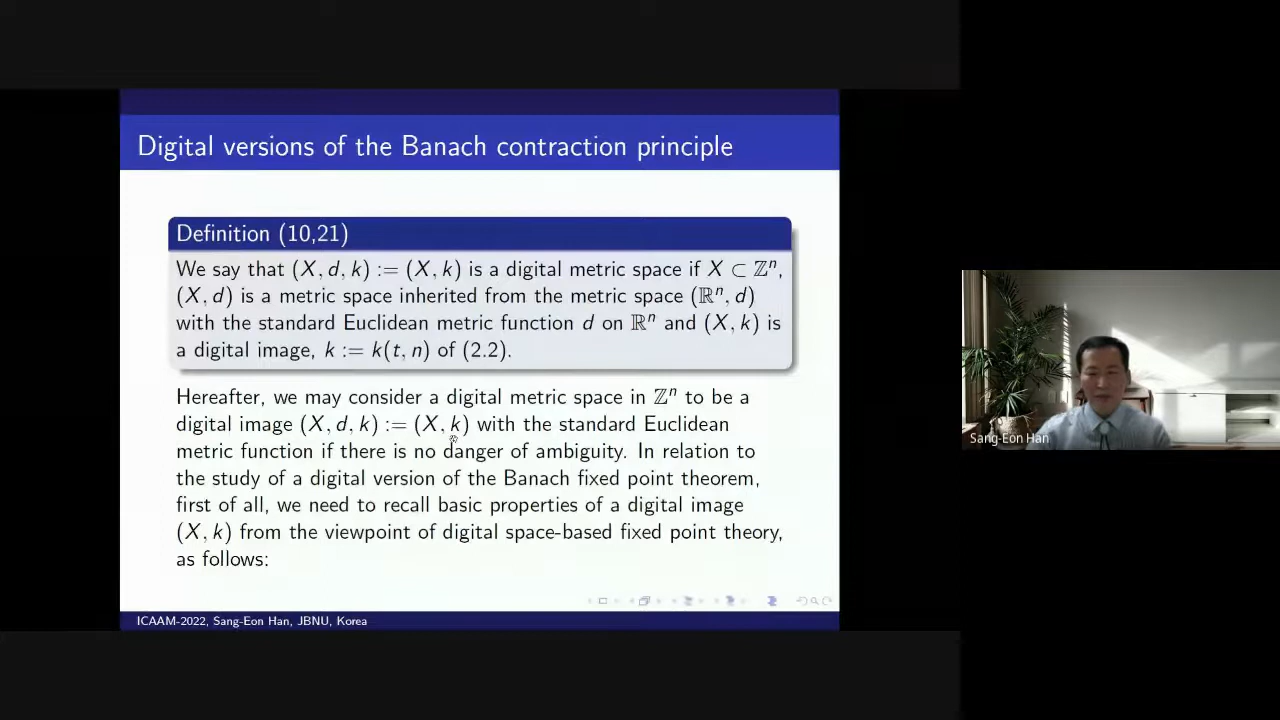 Digital versions of the Banach contraction principle
Definition (10,21)
We say that (X, d, k) := (X, k) is a digital metric space if X ⊂ ℤⁿ,
(X, d) is a metric space inherited from the metric space (ℝⁿ, d)
with the standard Euclidean metric function d on ℝⁿ and (X, k) is
a digital image, k := k(t, n) of (2.2).
Hereafter, we may consider a digital metric space in ℤⁿ to be a
digital image (X, d, k) := (X, k) with the standard Euclidean
metric function if there is no danger of ambiguity. In relation to
the study of a digital version of the Banach fixed point theorem,
first of all, we need to recall basic properties of a digital image
(X, k) from the viewpoint of digital space-based fixed point theory,
as follows:
ICAAM-2022, Sang-Eon Han, JBNU, Korea
Sang-Eon Han